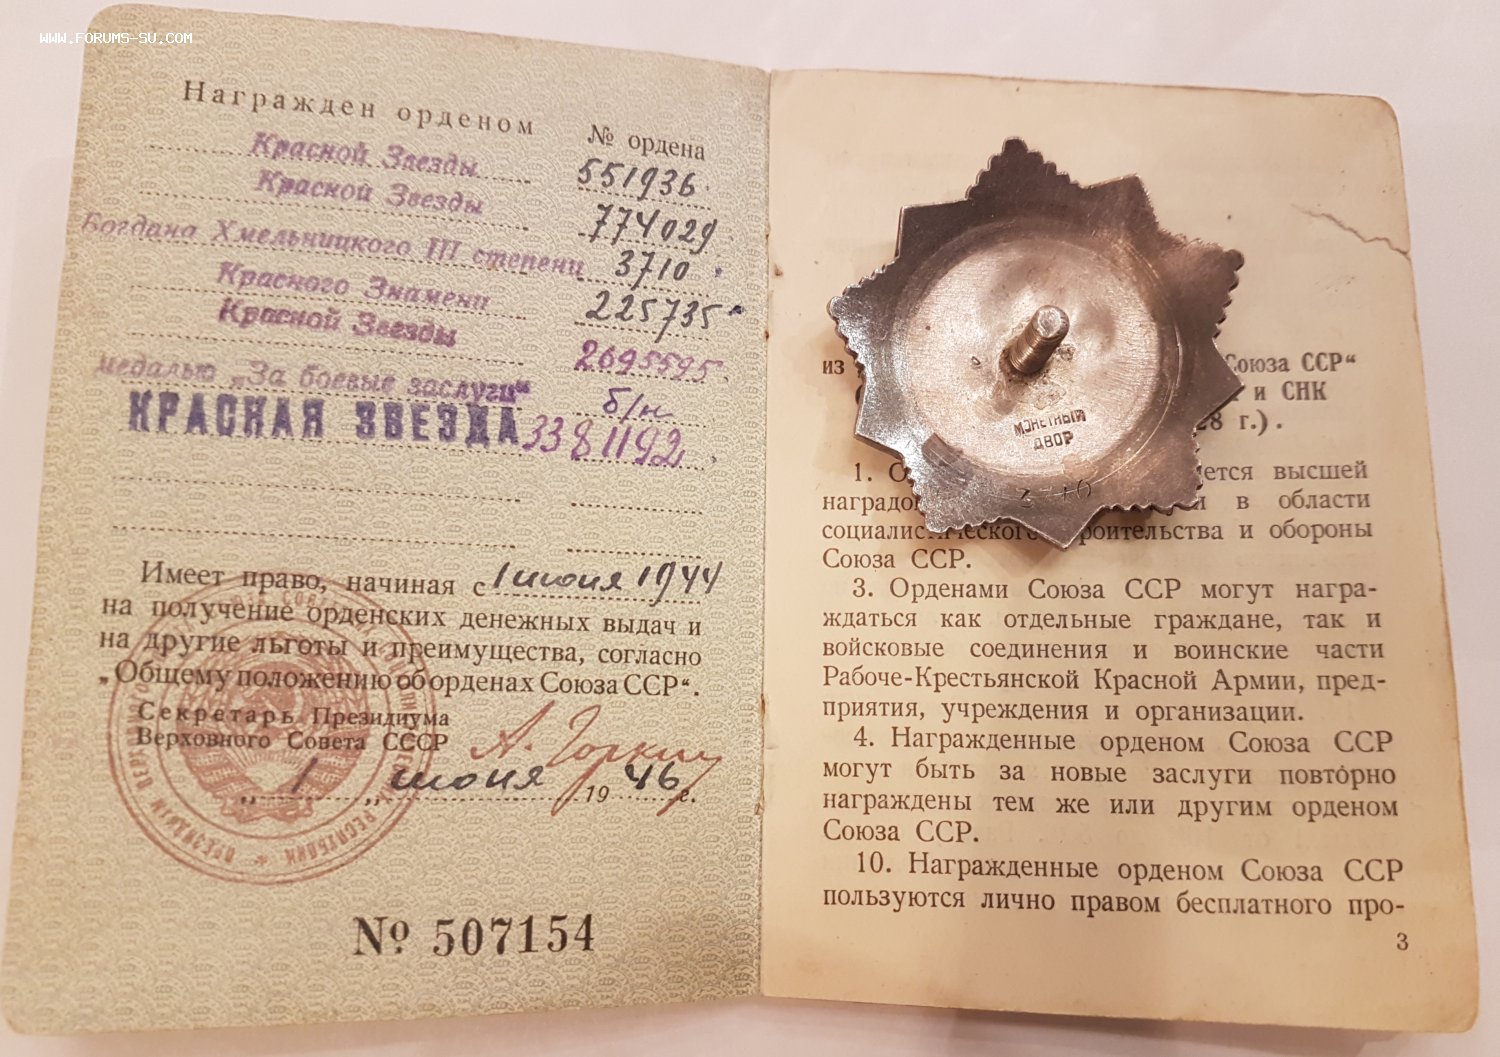 WWW.FORUMS-SU.COM
Награжден орденом № ордена
Красной Звезды 551936
Красной Звезды 774029
Богдана Хмельницкого III степени 3710
Красного Знамени 225735
Красной Звезды 2695595
медалью „За боевые заслуги“ б/н
КРАСНАЯ ЗВЕЗДА 3381192
Имеет право, начиная с 1 июня 1944
на получение орденских денежных выдач и
на другие льготы и преимущества, согласно
„Общему положению об орденах Союза ССР“.
Секретарь Президиума
Верховного Совета СССР А. Горкин
„ 1 „ июня 1946 г.
№ 507154
МОНЕТНЫЙ
ДВОР
из Союза ССР“
и СНК
г.).
1. высшей
в области
и обороны
Союза ССР.
3. Орденами Союза ССР могут награ-
ждаться как отдельные граждане, так и
войсковые соединения и воинские части
Рабоче-Крестьянской Красной Армии, пред-
приятия, учреждения и организации.
4. Награжденные орденом Союза ССР
могут быть за новые заслуги повторно
награждены тем же или другим орденом
Союза ССР.
10. Награжденные орденом Союза ССР
пользуются лично правом бесплатного про-
3